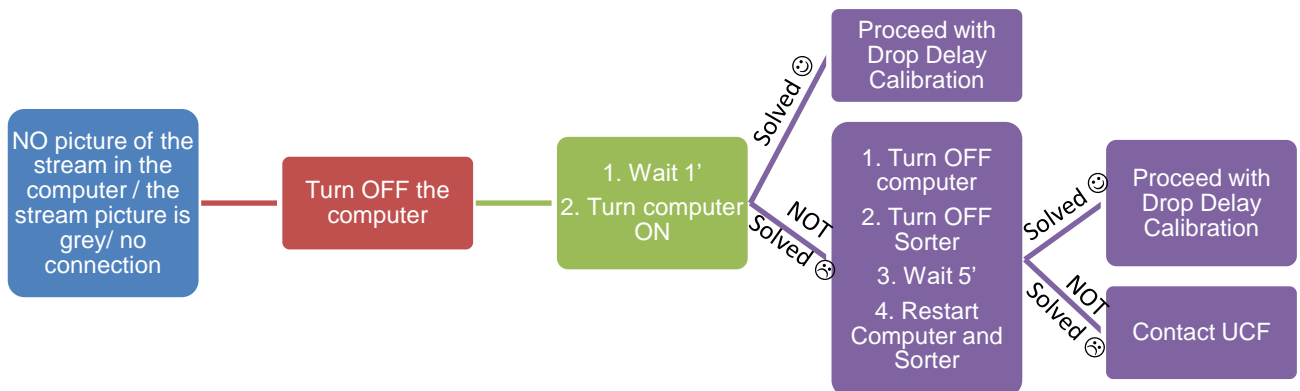 NO picture of the
stream in the
computer / the
stream picture is
grey/ no
connection
Turn OFF the
computer
1. Wait 1’
2. Turn computer
ON
Solved ☺
Proceed with
Drop Delay
Calibration
NOT
Solved ☹
1. Turn OFF
computer
2. Turn OFF
Sorter
3. Wait 5’
4. Restart
Computer and
Sorter
Solved ☺
Proceed with
Drop Delay
Calibration
NOT
Solved ☹
Contact UCF